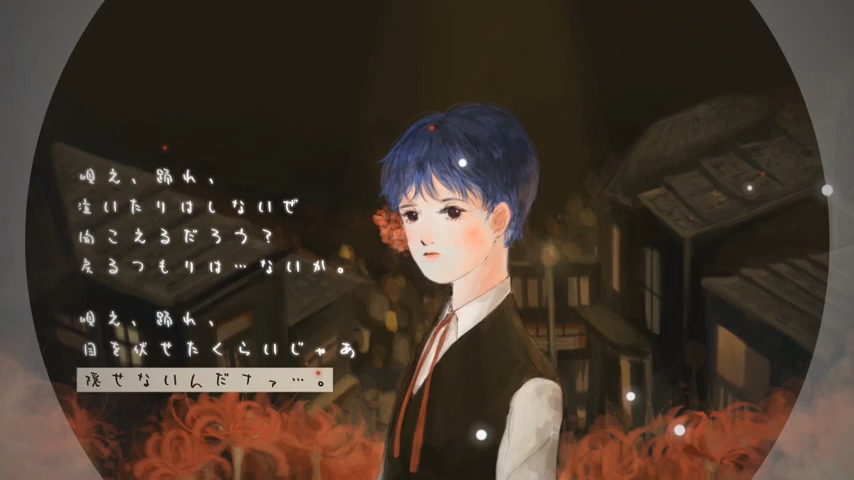 唄え、踊れ、
泣いたりはしないで
聞こえるだろう？
戻るつもりは…ないか。
唄え、踊れ、
目を伏せたくらいじゃあ
隠せないんだナァ…。